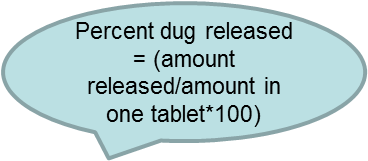 Percent dug released
= (amount
released/amount in
one tablet*100)